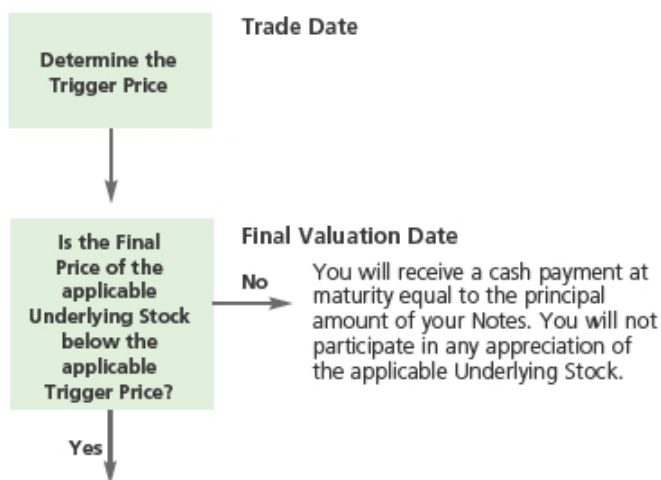 Trade Date
Determine the
Trigger Price
Final Valuation Date
Is the Final
Price of the
applicable
Underlying Stock
below the
applicable
Trigger Price?
No
You will receive a cash payment at
maturity equal to the principal
amount of your Notes. You will not
participate in any appreciation of
the applicable Underlying Stock.
Yes